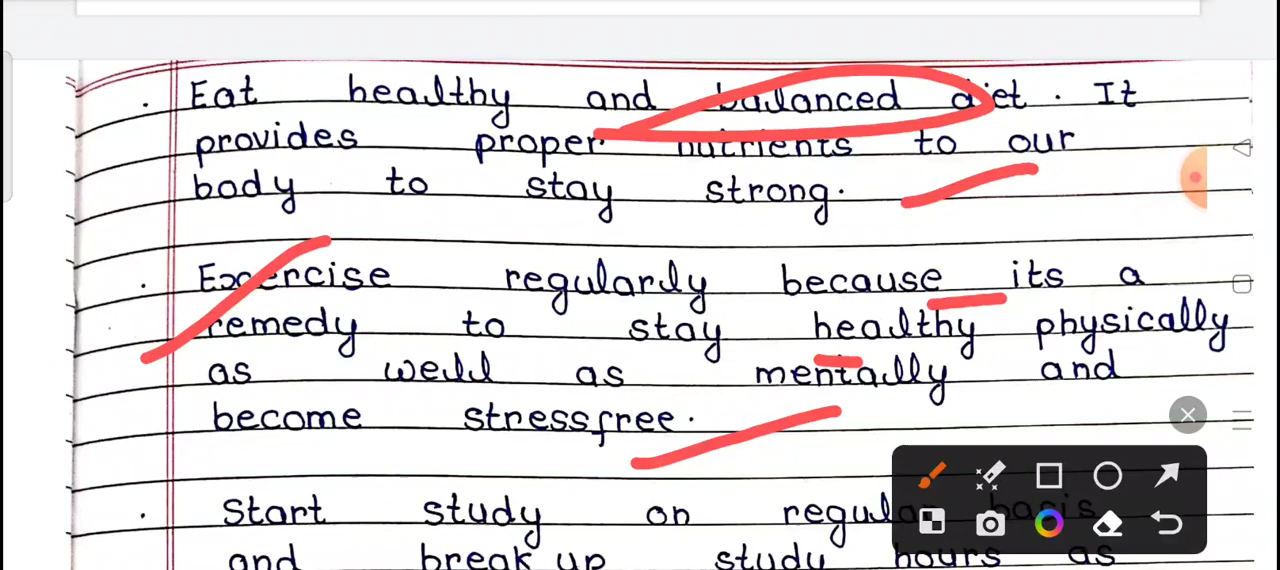 . Eat healthy and balanced diet. It
provides proper nutrients to our
body to stay strong.
. Exercise regularly because its a
remedy to stay healthy physically
as well as mentally and
become stressfree.
. Start study on regular basis
and break up study hours as